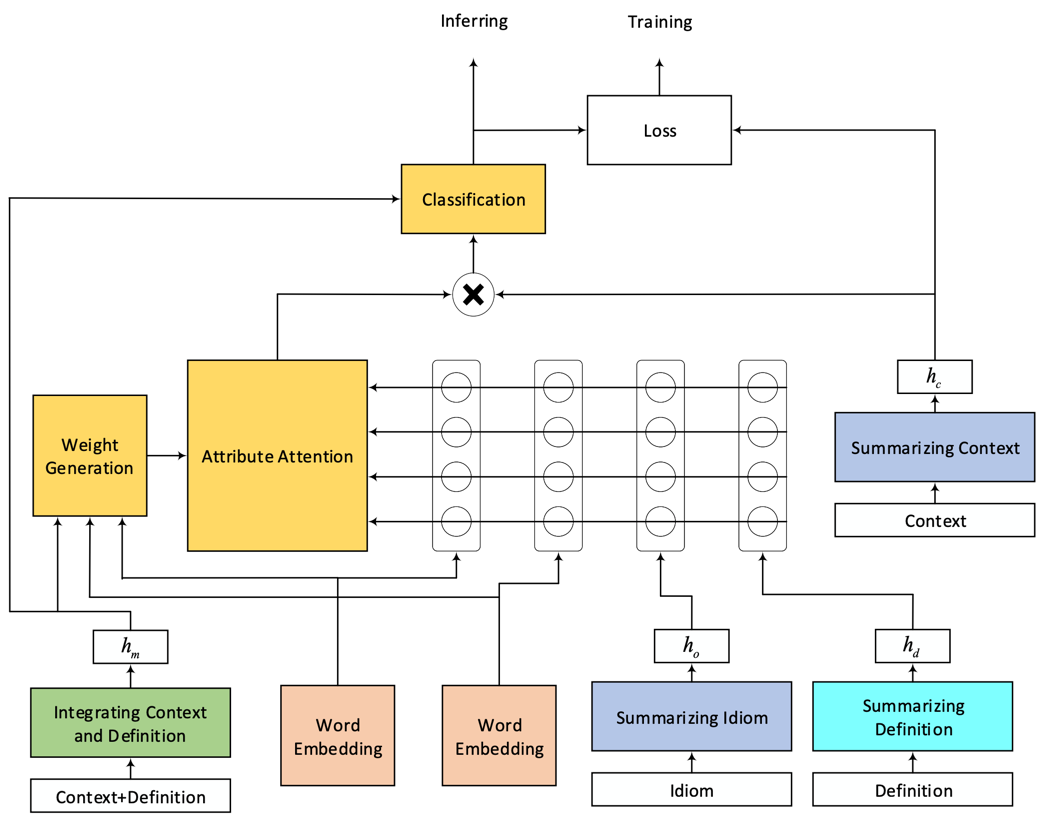 Inferring
Training
Loss
Classification
h_c
Weight
Generation
Attribute Attention
Summarizing Context
Context
h_m
h_o
h_d
Integrating Context
and Definition
Word
Embedding
Word
Embedding
Summarizing Idiom
Summarizing
Definition
Context+Definition
Idiom
Definition